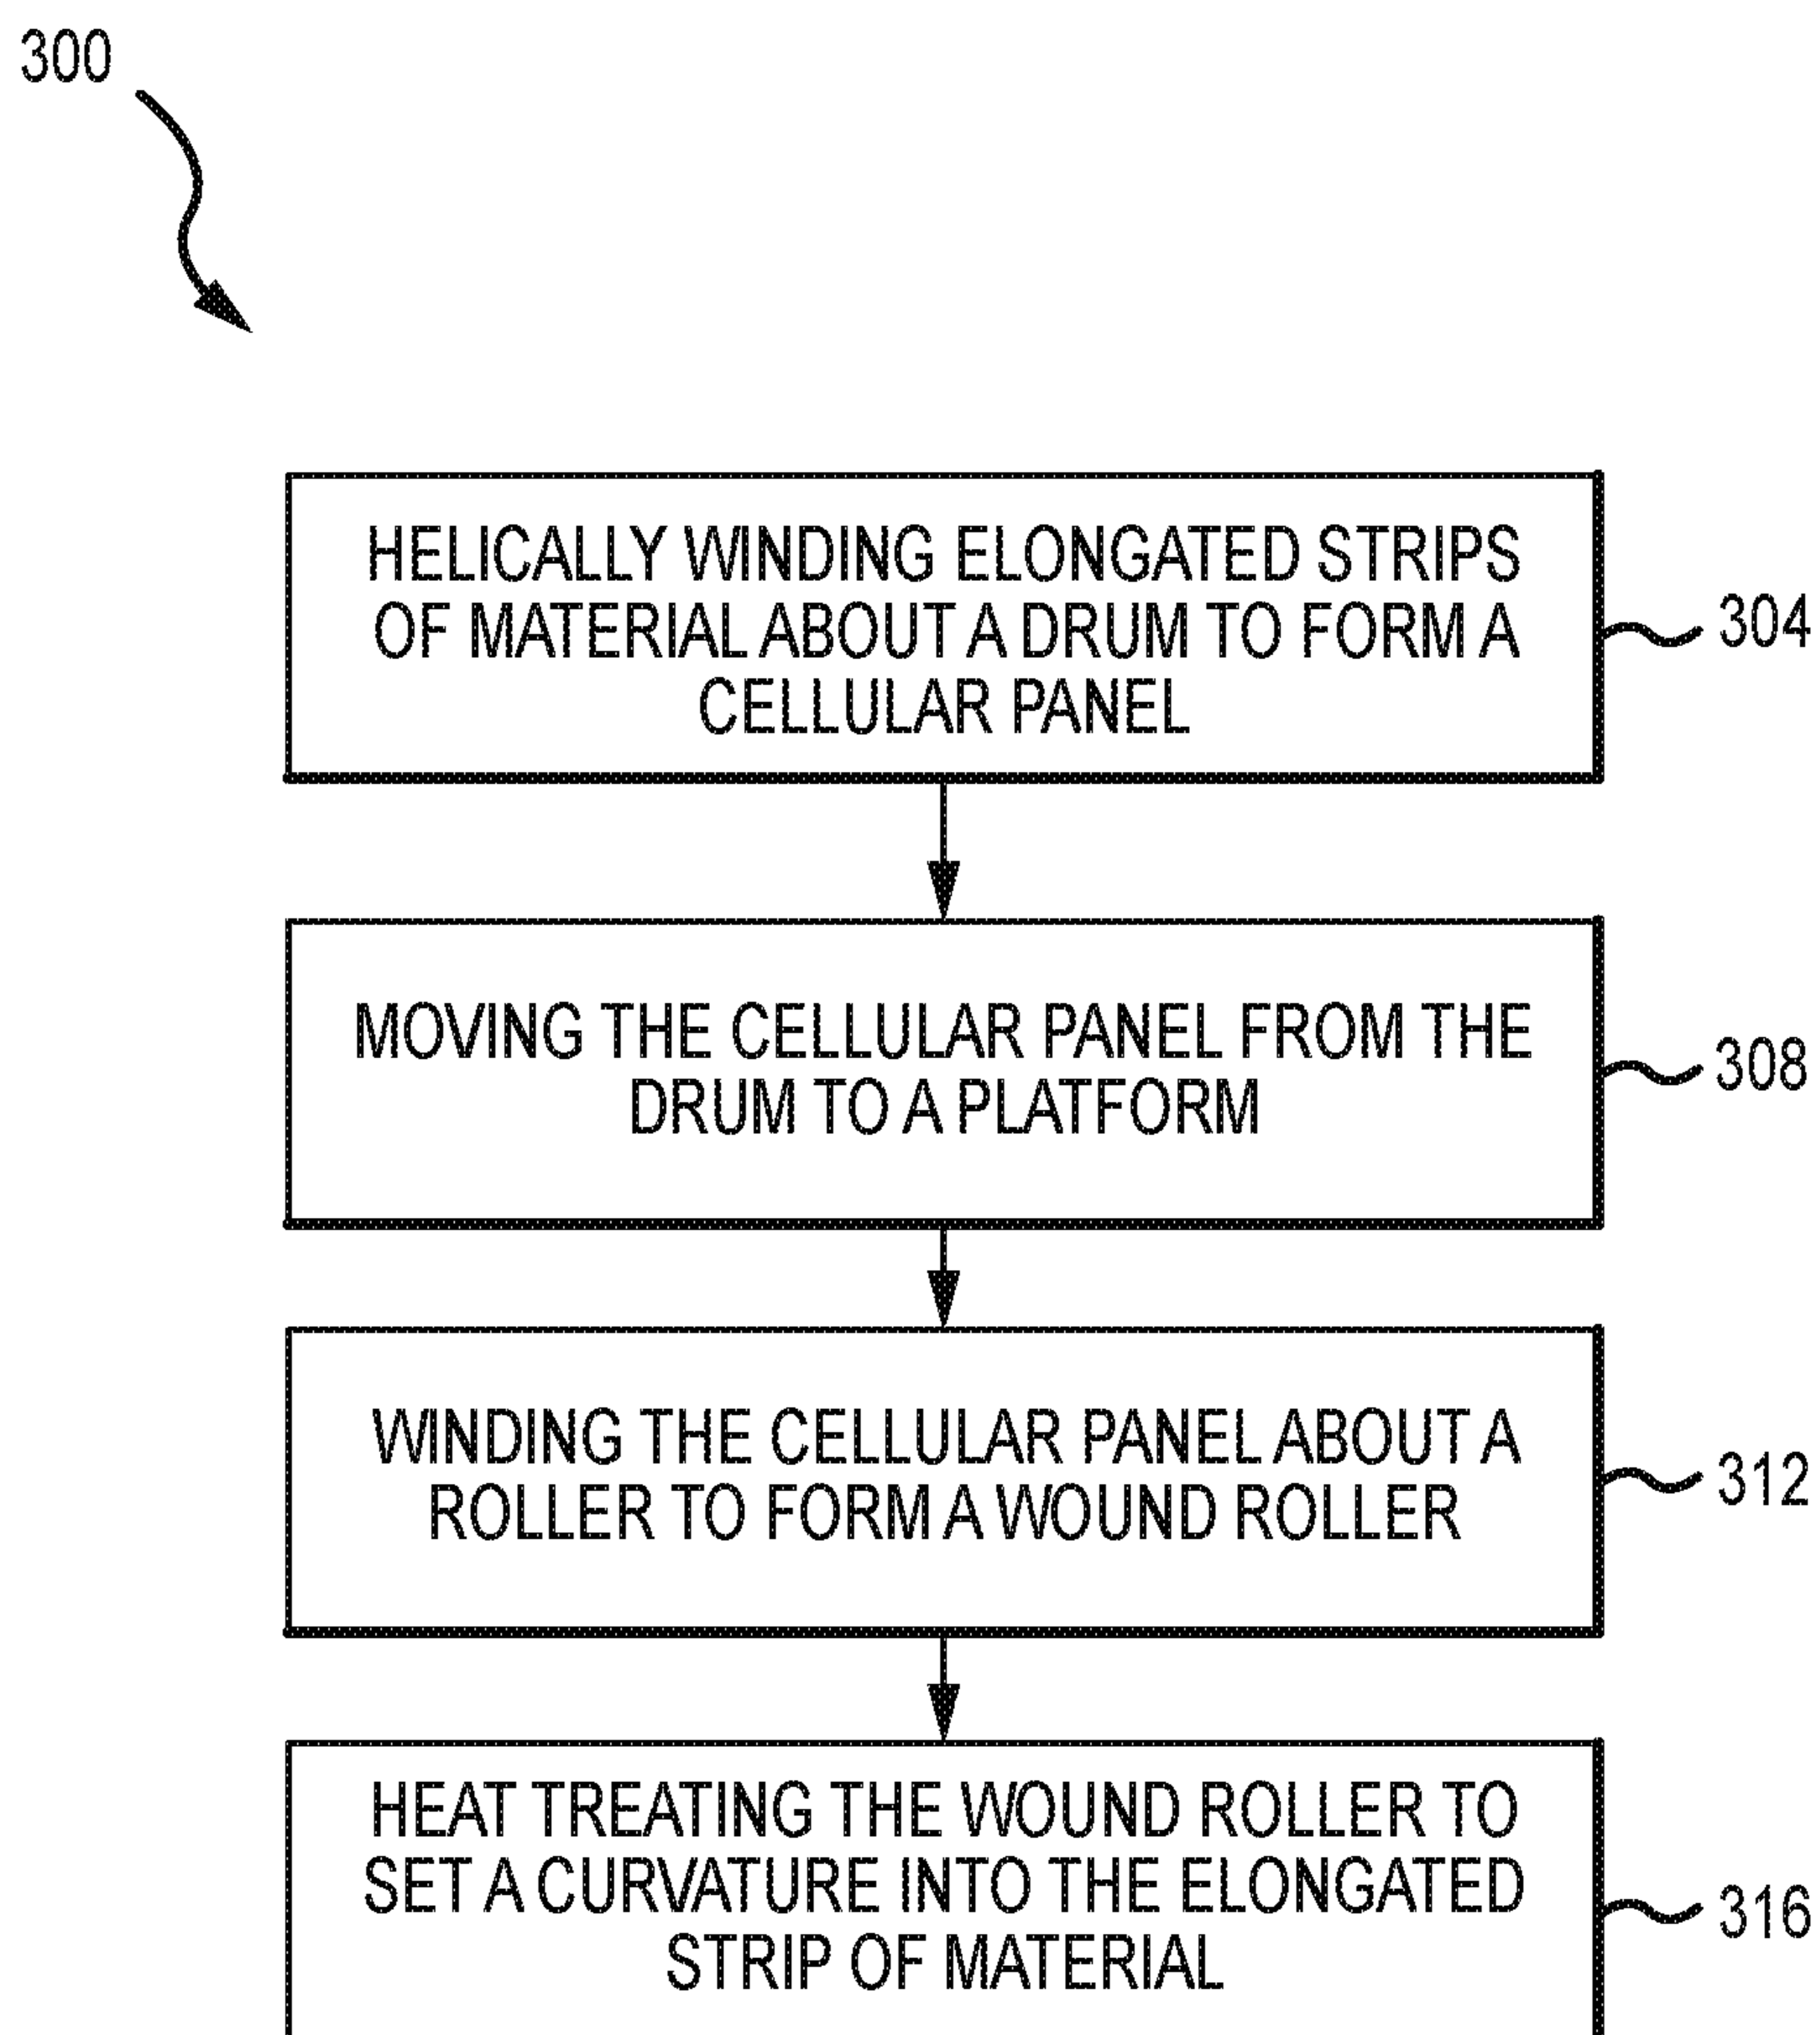 300
HELICALLY WINDING ELONGATED STRIPS
OF MATERIAL ABOUT A DRUM TO FORM A
CELLULAR PANEL
304
MOVING THE CELLULAR PANEL FROM THE
DRUM TO A PLATFORM
308
WINDING THE CELLULAR PANEL ABOUT A
ROLLER TO FORM A WOUND ROLLER
312
HEAT TREATING THE WOUND ROLLER TO
SET A CURVATURE INTO THE ELONGATED
STRIP OF MATERIAL
316